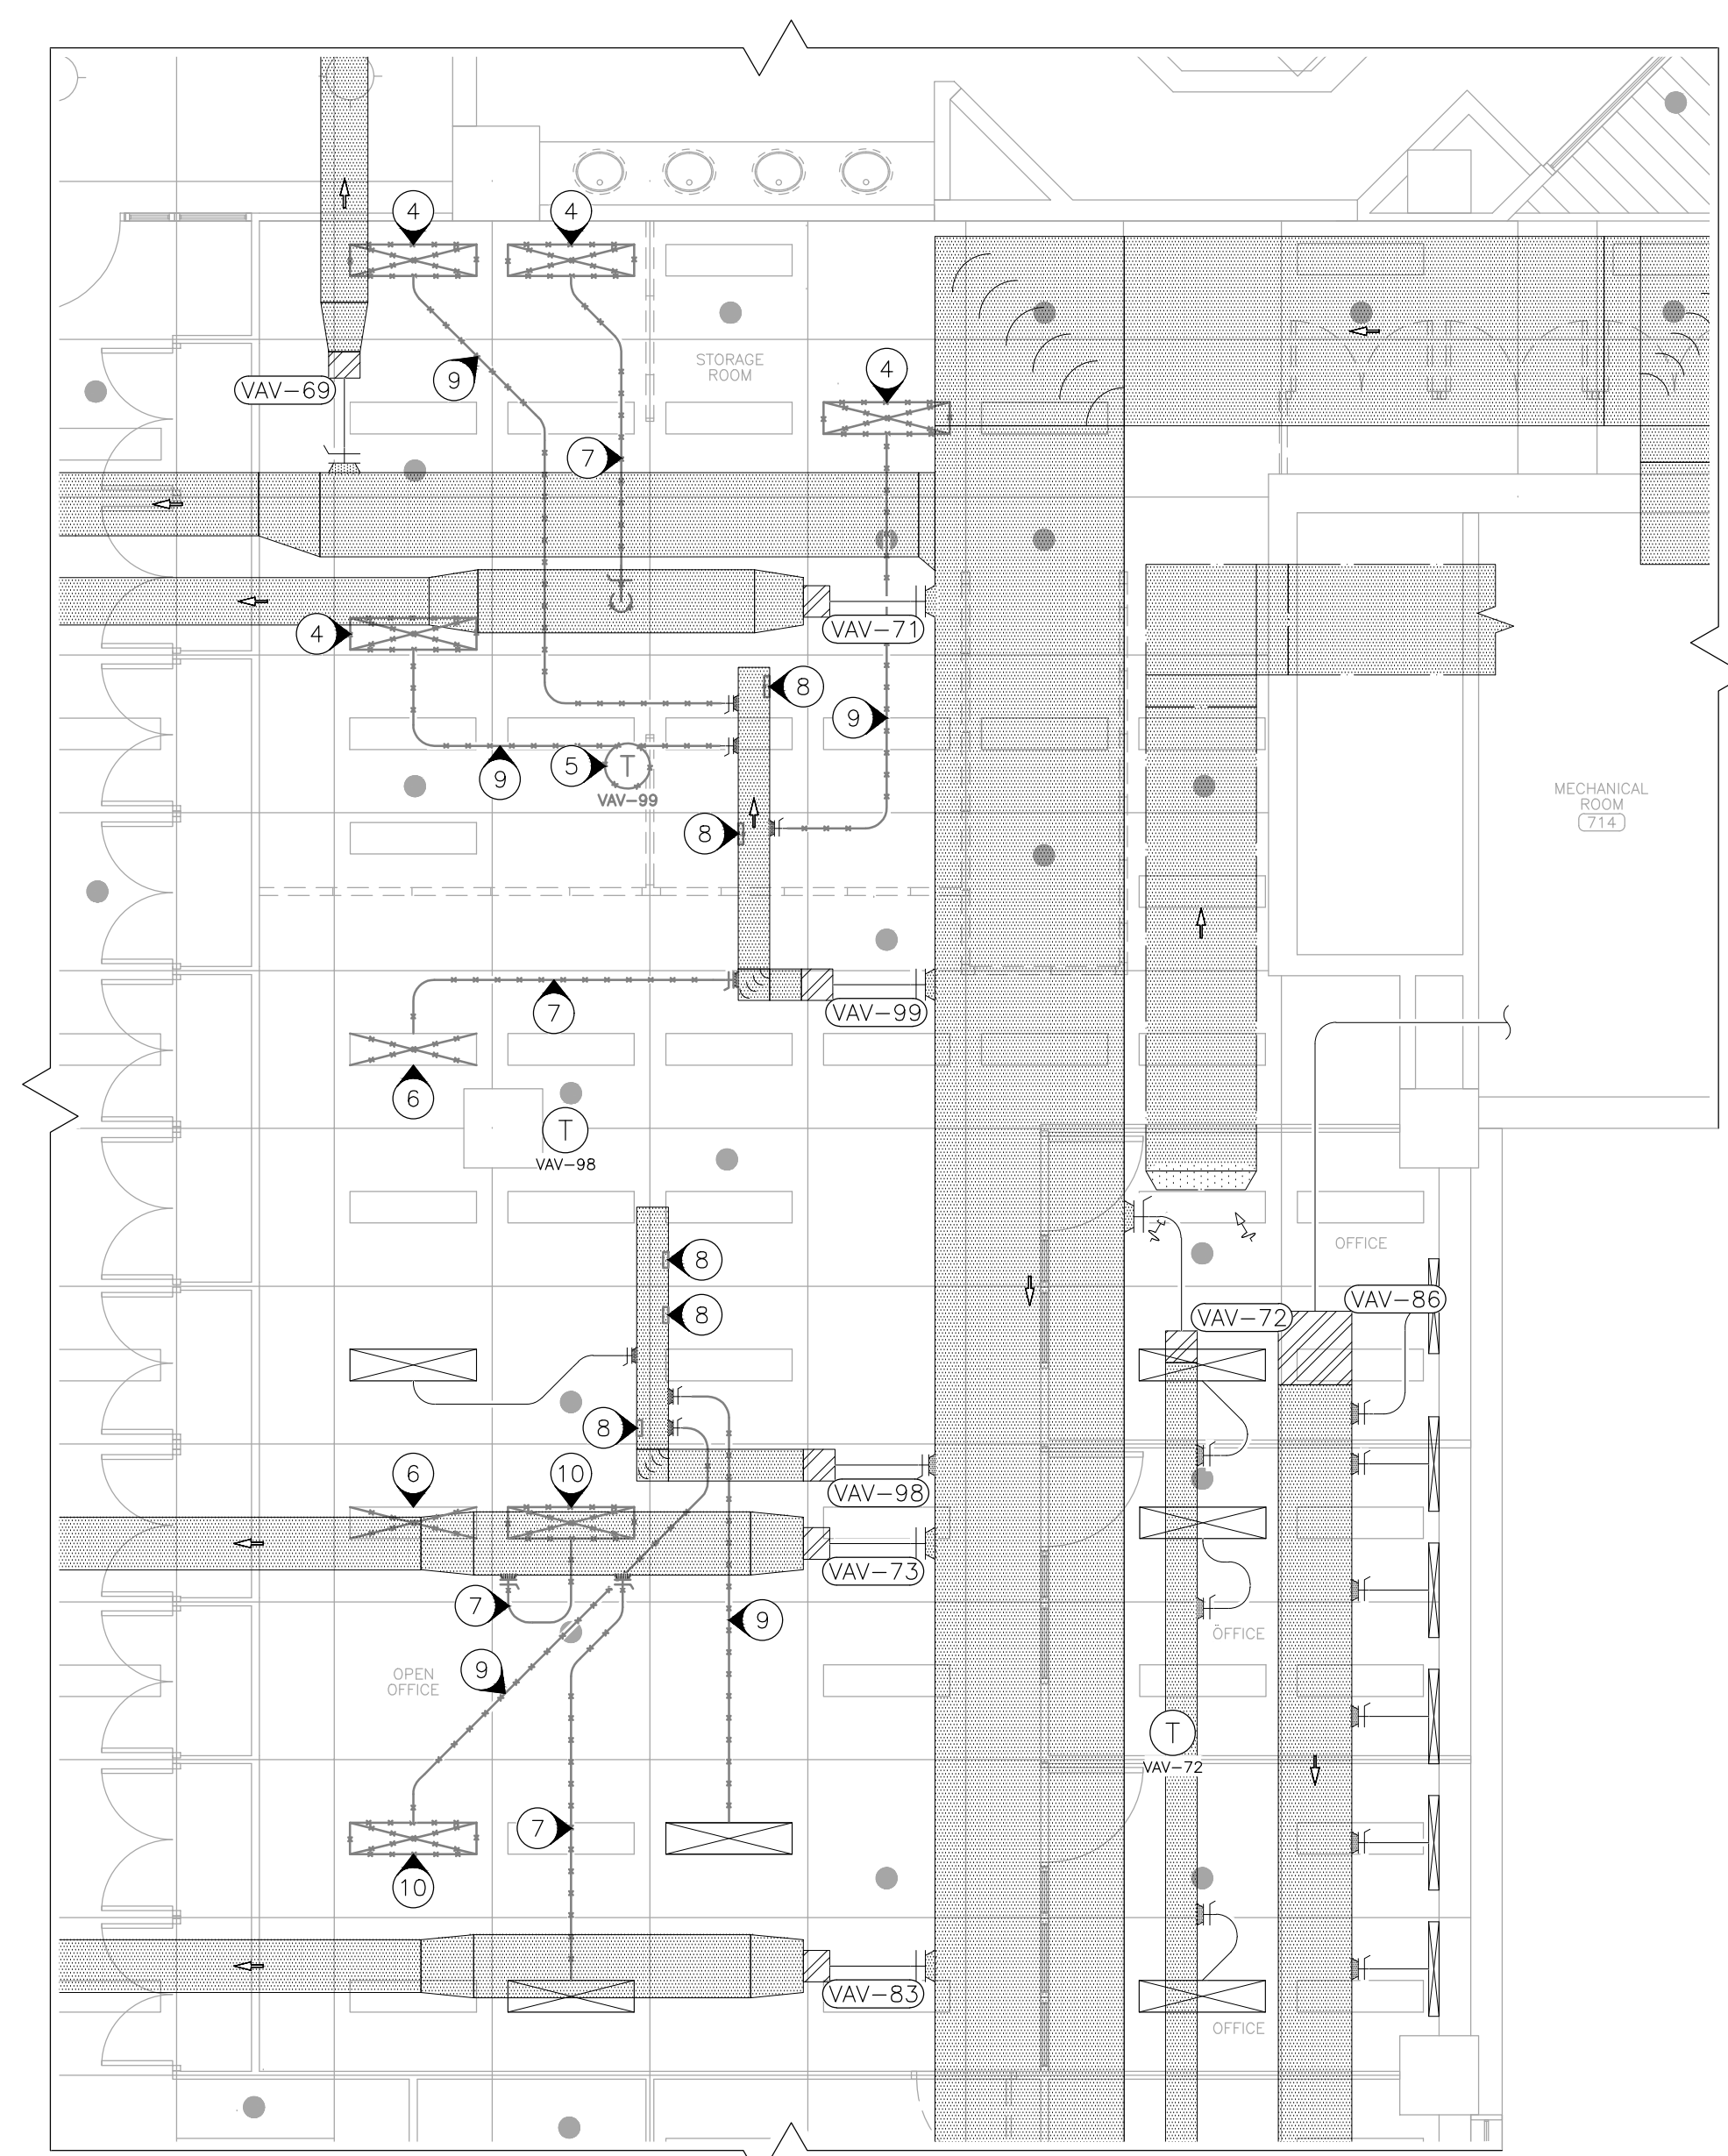 4
4
STORAGE
ROOM
4
9
VAV-69
7
4
VAV-71
8
9
5
T
9
VAV-99
8
MECHANICAL
ROOM
714
7
VAV-99
6
T
VAV-98
OFFICE
8
VAV-86
8
VAV-72
8
6
10
VAV-98
VAV-73
7
9
OFFICE
9
OPEN
OFFICE
T
VAV-72
7
10
VAV-83
OFFICE